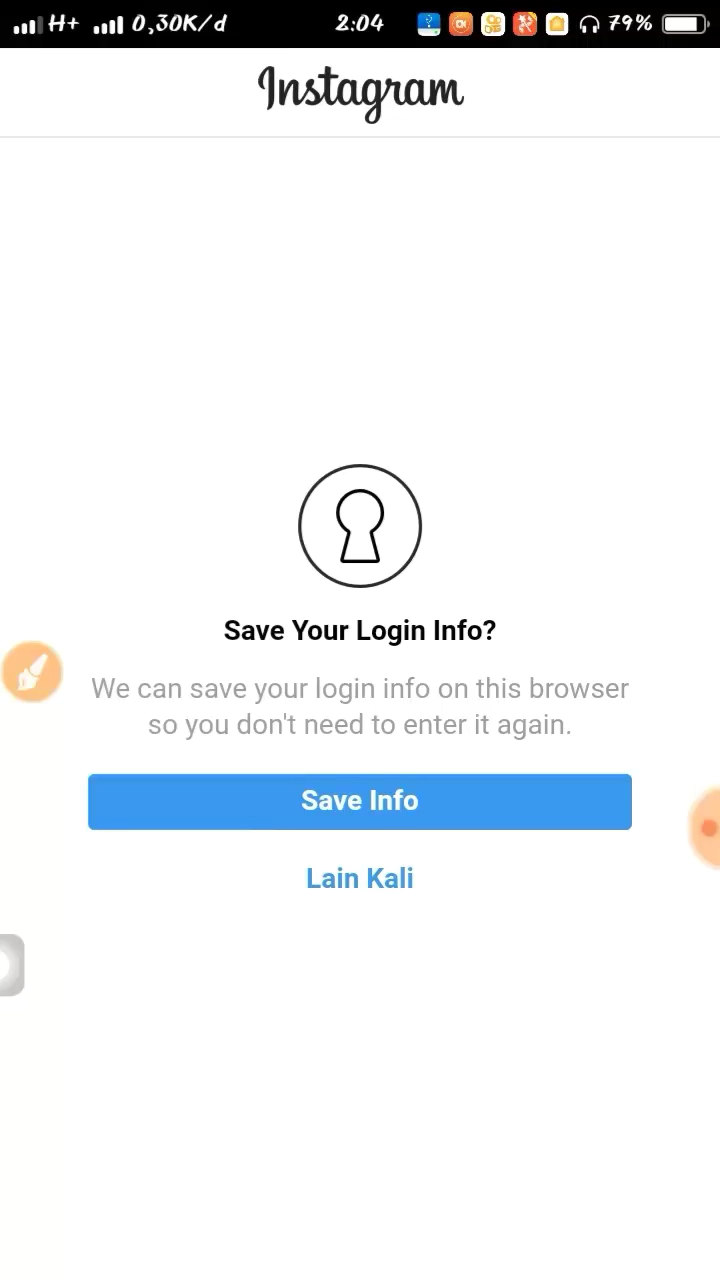 H+ 0,30K/d 2:04 79%
Instagram
Save Your Login Info?
We can save your login info on this browser
so you don't need to enter it again.
Save Info
Lain Kali